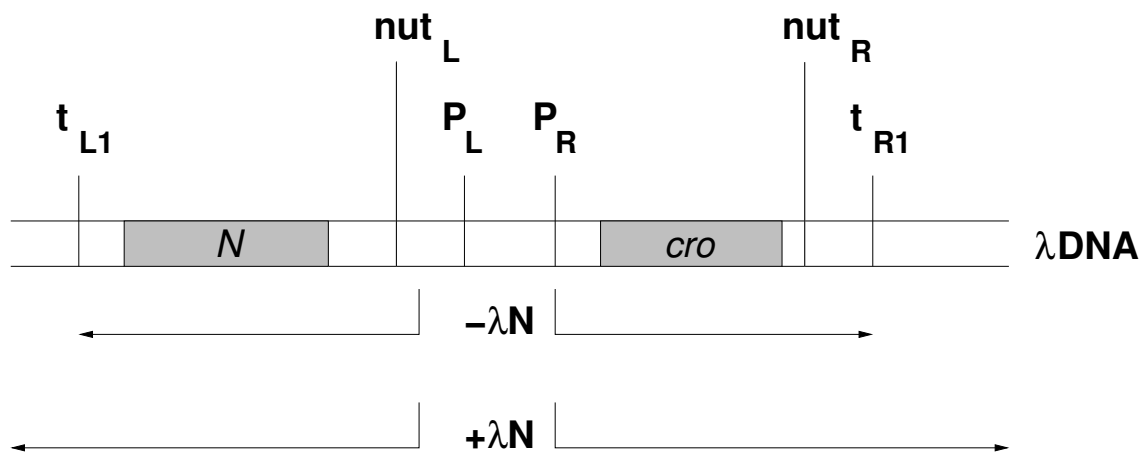 nut L nut R
t L1 P L P R t R1
N cro λDNA
−λN
+λN